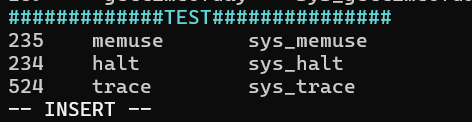 #############TEST###############
235    memuse        sys_memuse
234    halt          sys_halt
524    trace         sys_trace
-- INSERT --